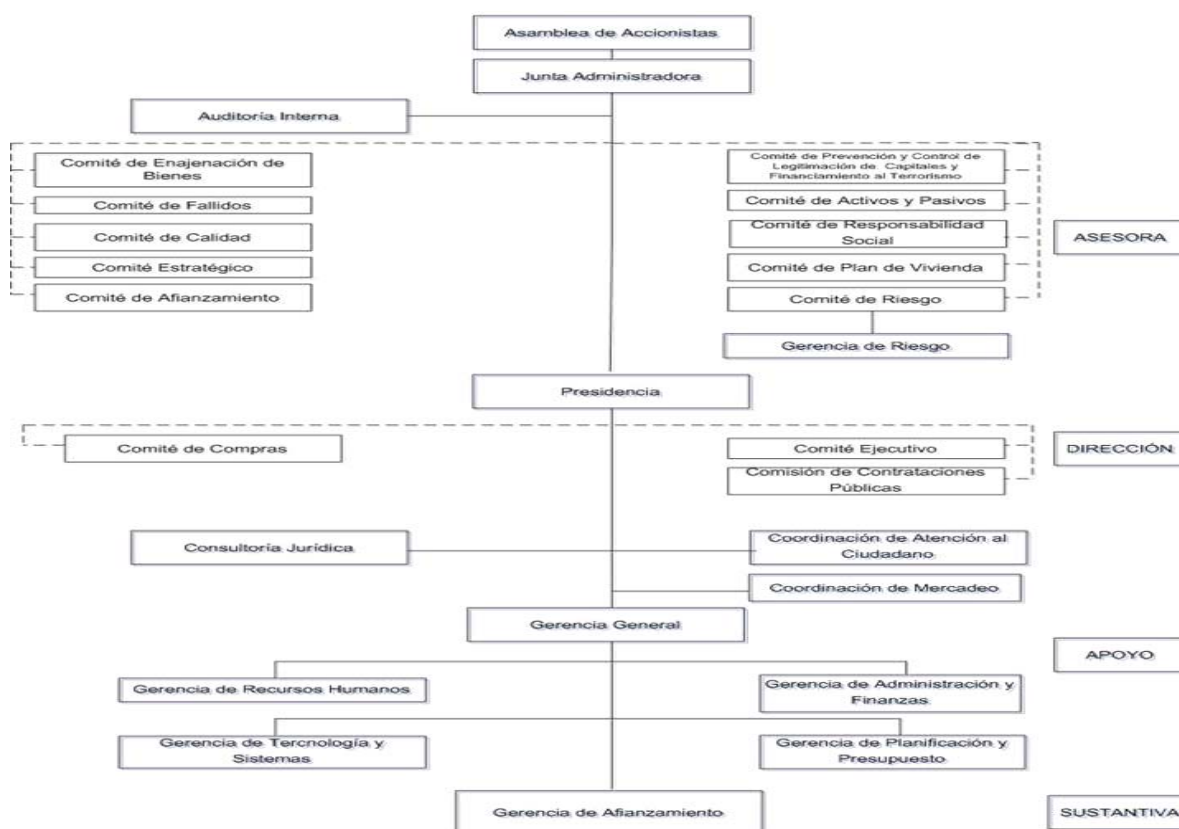 Asamblea de Accionistas
Junta Administradora
Auditoría Interna
Comité de Enajenación de
Bienes
Comité de Fallidos
Comité de Calidad
Comité Estratégico
Comité de Afianzamiento
Comité de Prevención y Control de
Legitimación de Capitales y
Financiamiento al Terrorismo
Comité de Activos y Pasivos
Comité de Responsabilidad
Social
Comité de Plan de Vivienda
Comité de Riesgo
Gerencia de Riesgo
ASESORA
Presidencia
Comité de Compras
Comité Ejecutivo
Comisión de Contrataciones
Públicas
DIRECCIÓN
Consultoría Jurídica
Coordinación de Atención al
Ciudadano
Coordinación de Mercadeo
Gerencia General
APOYO
Gerencia de Recursos Humanos
Gerencia de Administración y
Finanzas
Gerencia de Tercnología y
Sistemas
Gerencia de Planificación y
Presupuesto
Gerencia de Afianzamiento
SUSTANTIVA